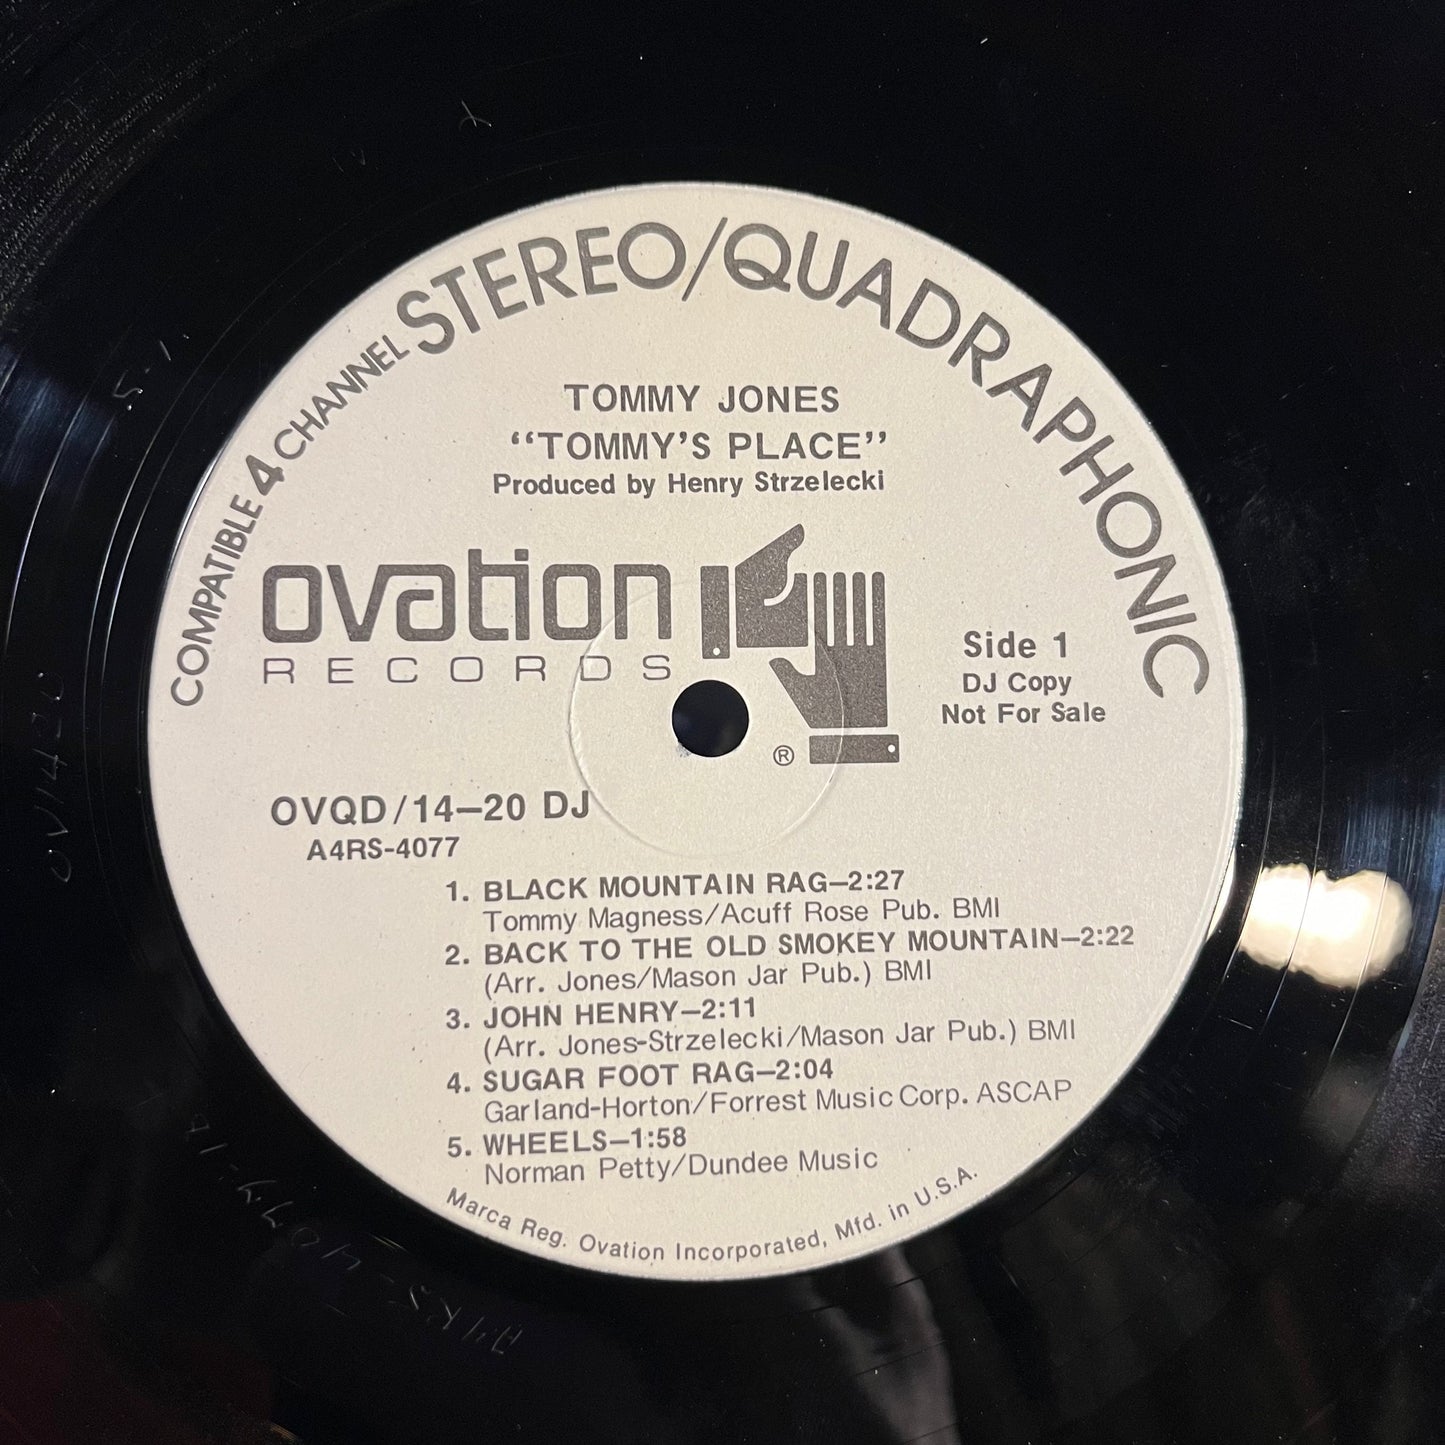 COMPATIBLE 4 CHANNEL STEREO/QUADRAPHONIC
TOMMY JONES
“TOMMY’S PLACE”
Produced by Henry Strzelecki
ovation
RECORDS
®
Side 1
DJ Copy
Not For Sale
OVQD/14—20 DJ
A4RS-4077
1. BLACK MOUNTAIN RAG—2:27
Tommy Magness/Acuff Rose Pub. BMI
2. BACK TO THE OLD SMOKEY MOUNTAIN—2:22
(Arr. Jones/Mason Jar Pub.) BMI
3. JOHN HENRY—2:11
(Arr. Jones-Strzelecki/Mason Jar Pub.) BMI
4. SUGAR FOOT RAG—2:04
Garland-Horton/Forrest Music Corp. ASCAP
5. WHEELS—1:58
Norman Petty/Dundee Music
Marca Reg. Ovation Incorporated, Mfd. in U.S.A.
S-1
OV1420